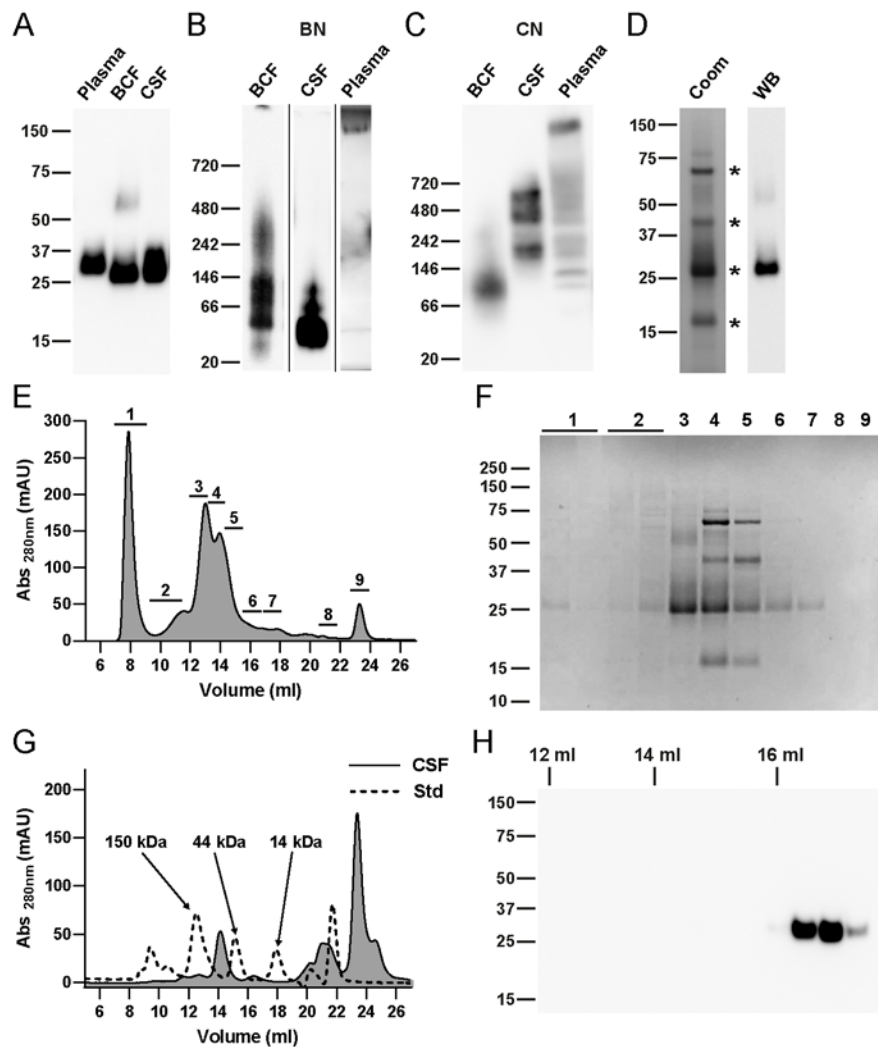 A
Plasma
BCF
CSF
150
75
50
37
25
15
B
BN
BCF
CSF
Plasma
720
480
242
146
66
20
C
CN
BCF
CSF
Plasma
720
480
242
146
66
20
D
Coom
WB
150
75
50
37
25
15
*
*
*
*
E
Abs 280nm (mAU)
300
250
200
150
100
50
0
1
2
3
4
5
6
7
8
9
6 8 10 12 14 16 18 20 22 24 26
Volume (ml)
F
1 2 3 4 5 6 7 8 9
250
150
50
37
25
15
10
G
Abs 280nm (mAU)
200
150
100
50
0
CSF
Std
150 kDa
44 kDa
14 kDa
6 8 10 12 14 16 18 20 22 24 26
Volume (ml)
H
12 ml
14 ml
16 ml
150
75
50
37
25
15